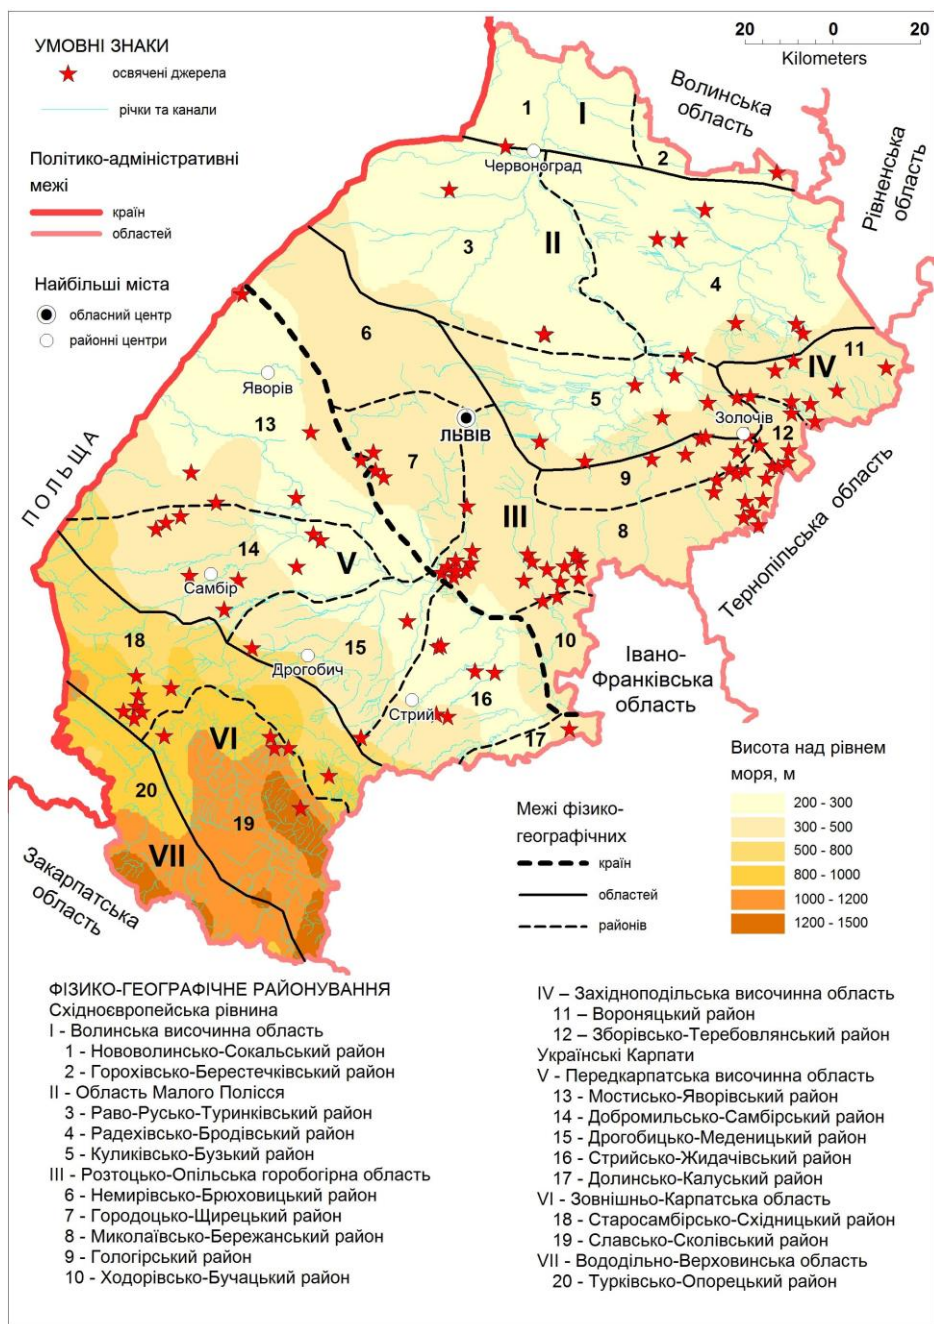 УМОВНІ ЗНАКИ
освячені джерела
річки та канали
Політико-адміністративні
межі
країн
областей
Найбільші міста
обласний центр
районні центри
20 0 20
Kilometers
Волинська
область
Рівненська
область
ПОЛЬЩА
Тернопільська область
Івано-
Франківська
область
Закарпатська
область
1
I
2
Червоноград
3
II
4
6
Яворів
13
ЛЬВІВ
7
5
IV
11
Золочів
12
9
III
8
14
V
Самбір
18
15
Дрогобич
10
16
Стрий
17
VI
20
19
VII
Висота над рівнем
моря, м
200 - 300
300 - 500
500 - 800
800 - 1000
1000 - 1200
1200 - 1500
Межі фізико-
географічних
країн
областей
районів
ФІЗИКО-ГЕОГРАФІЧНЕ РАЙОНУВАННЯ
Східноєвропейська рівнина
I - Волинська височинна область
1 - Нововолинсько-Сокальський район
2 - Горохівсько-Берестечківський район
II - Область Малого Полісся
3 - Раво-Русько-Туринківський район
4 - Радехівсько-Бродівський район
5 - Куликівсько-Бузький район
III - Розтоцько-Опільська горобогірна область
6 - Немирівсько-Брюховицький район
7 - Городоцько-Щирецький район
8 - Миколаївсько-Бережанський район
9 - Гологірський район
10 - Ходорівсько-Бучацький район
IV – Західноподільська височинна область
11 – Вороняцький район
12 – Зборівсько-Теребовлянський район
Українські Карпати
V - Передкарпатська височинна область
13 - Мостисько-Яворівський район
14 - Добромильсько-Самбірський район
15 - Дрогобицько-Меденицький район
16 - Стрийсько-Жидачівський район
17 - Долинсько-Калуський район
VI - Зовнішньо-Карпатська область
18 - Старосамбірсько-Східницький район
19 - Славсько-Сколівський район
VII - Вододільно-Верховинська область
20 - Турківсько-Опорецький район